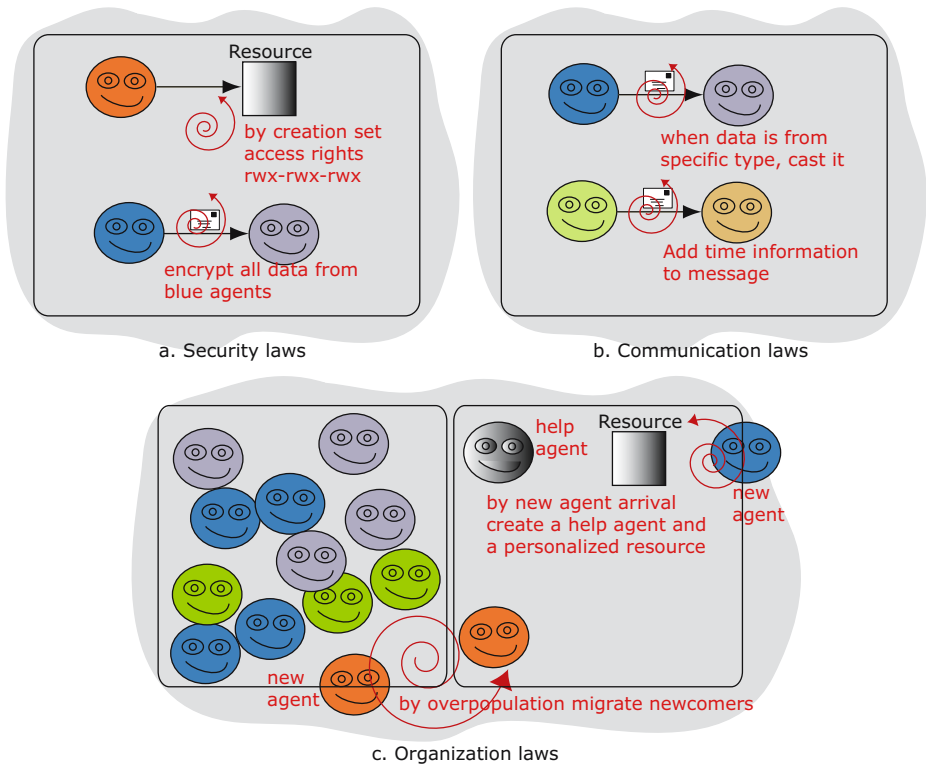 Resource
by creation set
access rights
rwx-rwx-rwx
encrypt all data from
blue agents
a. Security laws
when data is from
specific type, cast it
Add time information
to message
b. Communication laws
help
agent
Resource
new
agent
by new agent arrival
create a help agent and
a personalized resource
new
agent
by overpopulation migrate newcomers
c. Organization laws